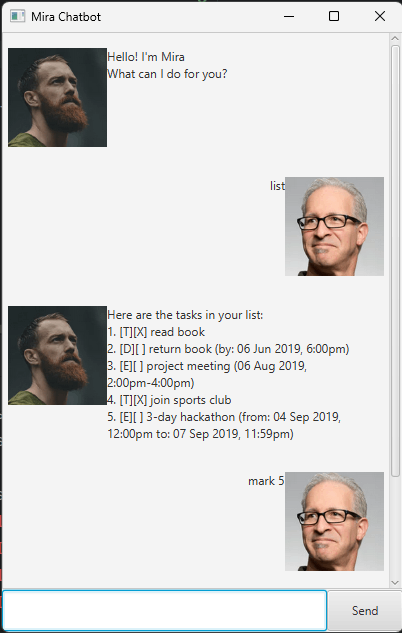 Mira Chatbot
Hello! I'm Mira
What can I do for you?
list
Here are the tasks in your list:
1. [T][X] read book
2. [D][ ] return book (by: 06 Jun 2019, 6:00pm)
3. [E][ ] project meeting (06 Aug 2019,
2:00pm-4:00pm)
4. [T][X] join sports club
5. [E][ ] 3-day hackathon (from: 04 Sep 2019,
12:00pm to: 07 Sep 2019, 11:59pm)
mark 5
Send